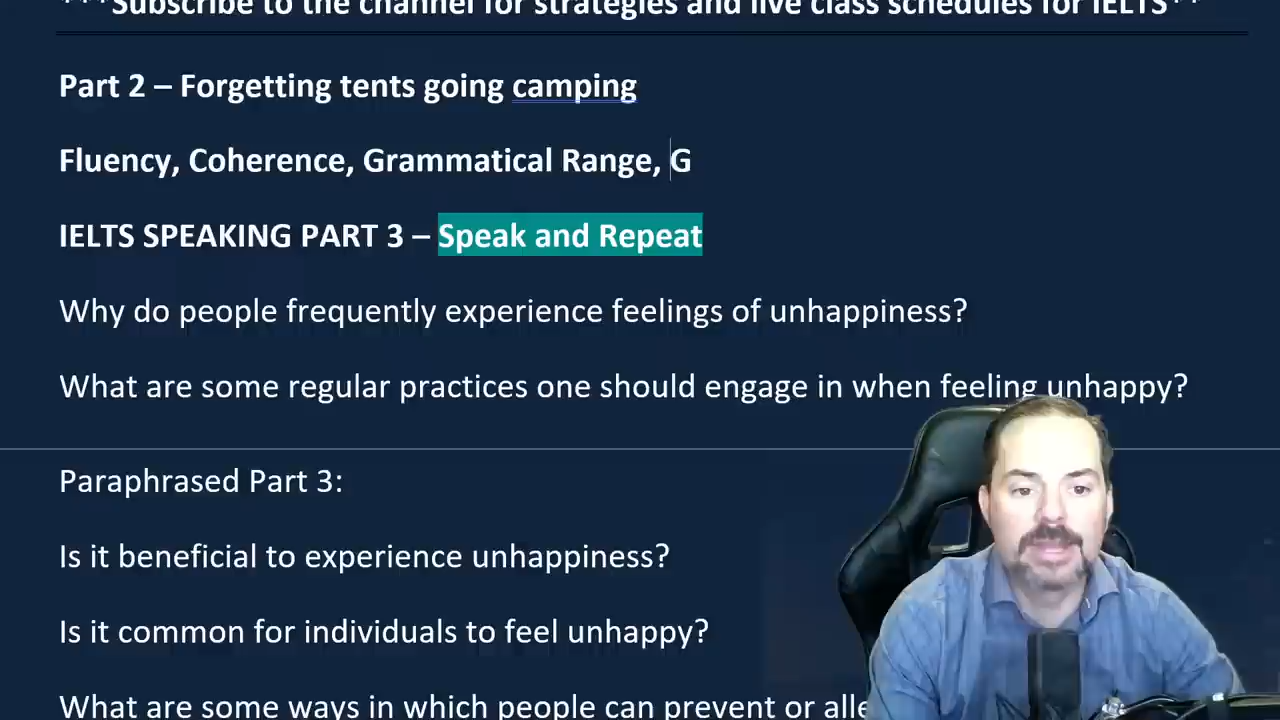 ***Subscribe to the channel for strategies and live class schedules for IELTS**
Part 2 – Forgetting tents going camping
Fluency, Coherence, Grammatical Range, G
IELTS SPEAKING PART 3 – Speak and Repeat
Why do people frequently experience feelings of unhappiness?
What are some regular practices one should engage in when feeling unhappy?
Paraphrased Part 3:
Is it beneficial to experience unhappiness?
Is it common for individuals to feel unhappy?
What are some ways in which people can prevent or alle